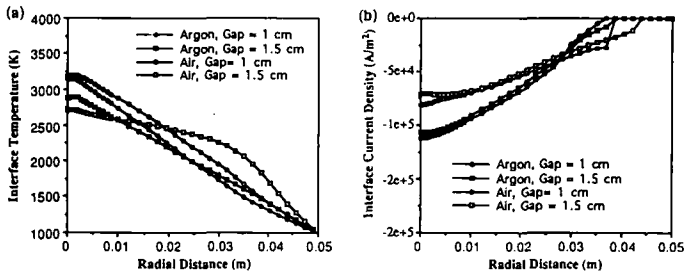 (a)
4000
3500
3000
2500
2000
1500
1000
Interface Temperature (K)
Argon, Gap = 1 cm
Argon, Gap = 1.5 cm
Air, Gap= 1 cm
Air, Gap = 1.5 cm
0 0.01 0.02 0.03 0.04 0.05
Radial Distance (m)
(b)
0e+0
-5e+4
-1e+5
-2e+5
-2e+5
Interface Current Density (A/m²)
Argon, Gap = 1 cm
Argon, Gap = 1.5 cm
Air, Gap= 1 cm
Air, Gap = 1.5 cm
0 0.01 0.02 0.03 0.04 0.05
Radial Distance (m)